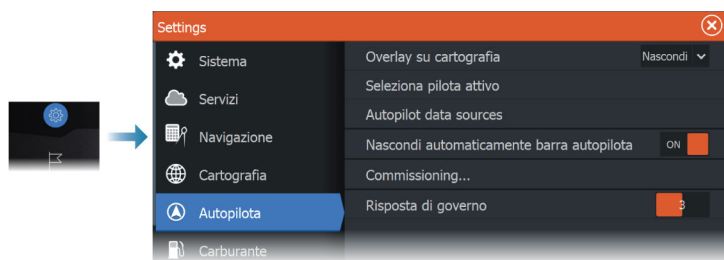 Settings
Sistema
Servizi
Navigazione
Cartografia
Autopilota
Carburante
Overlay su cartografia Nascondi
Seleziona pilota attivo
Autopilot data sources
Nascondi automaticamente barra autopilota ON
Commissioning...
Risposta di governo 3